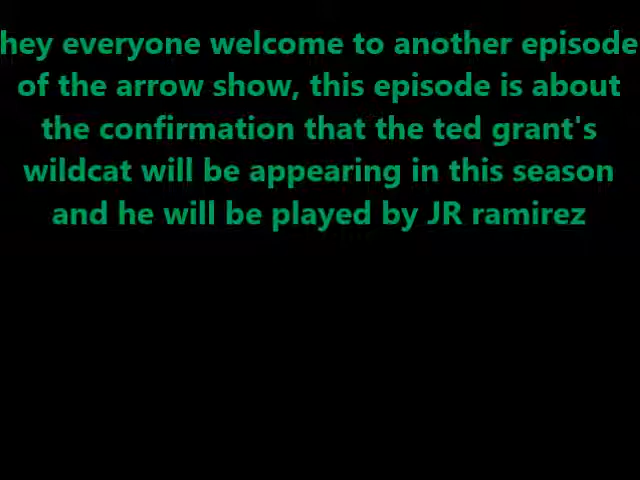 hey everyone welcome to another episode
of the arrow show, this episode is about
the confirmation that the ted grant's
wildcat will be appearing in this season
and he will be played by JR ramirez